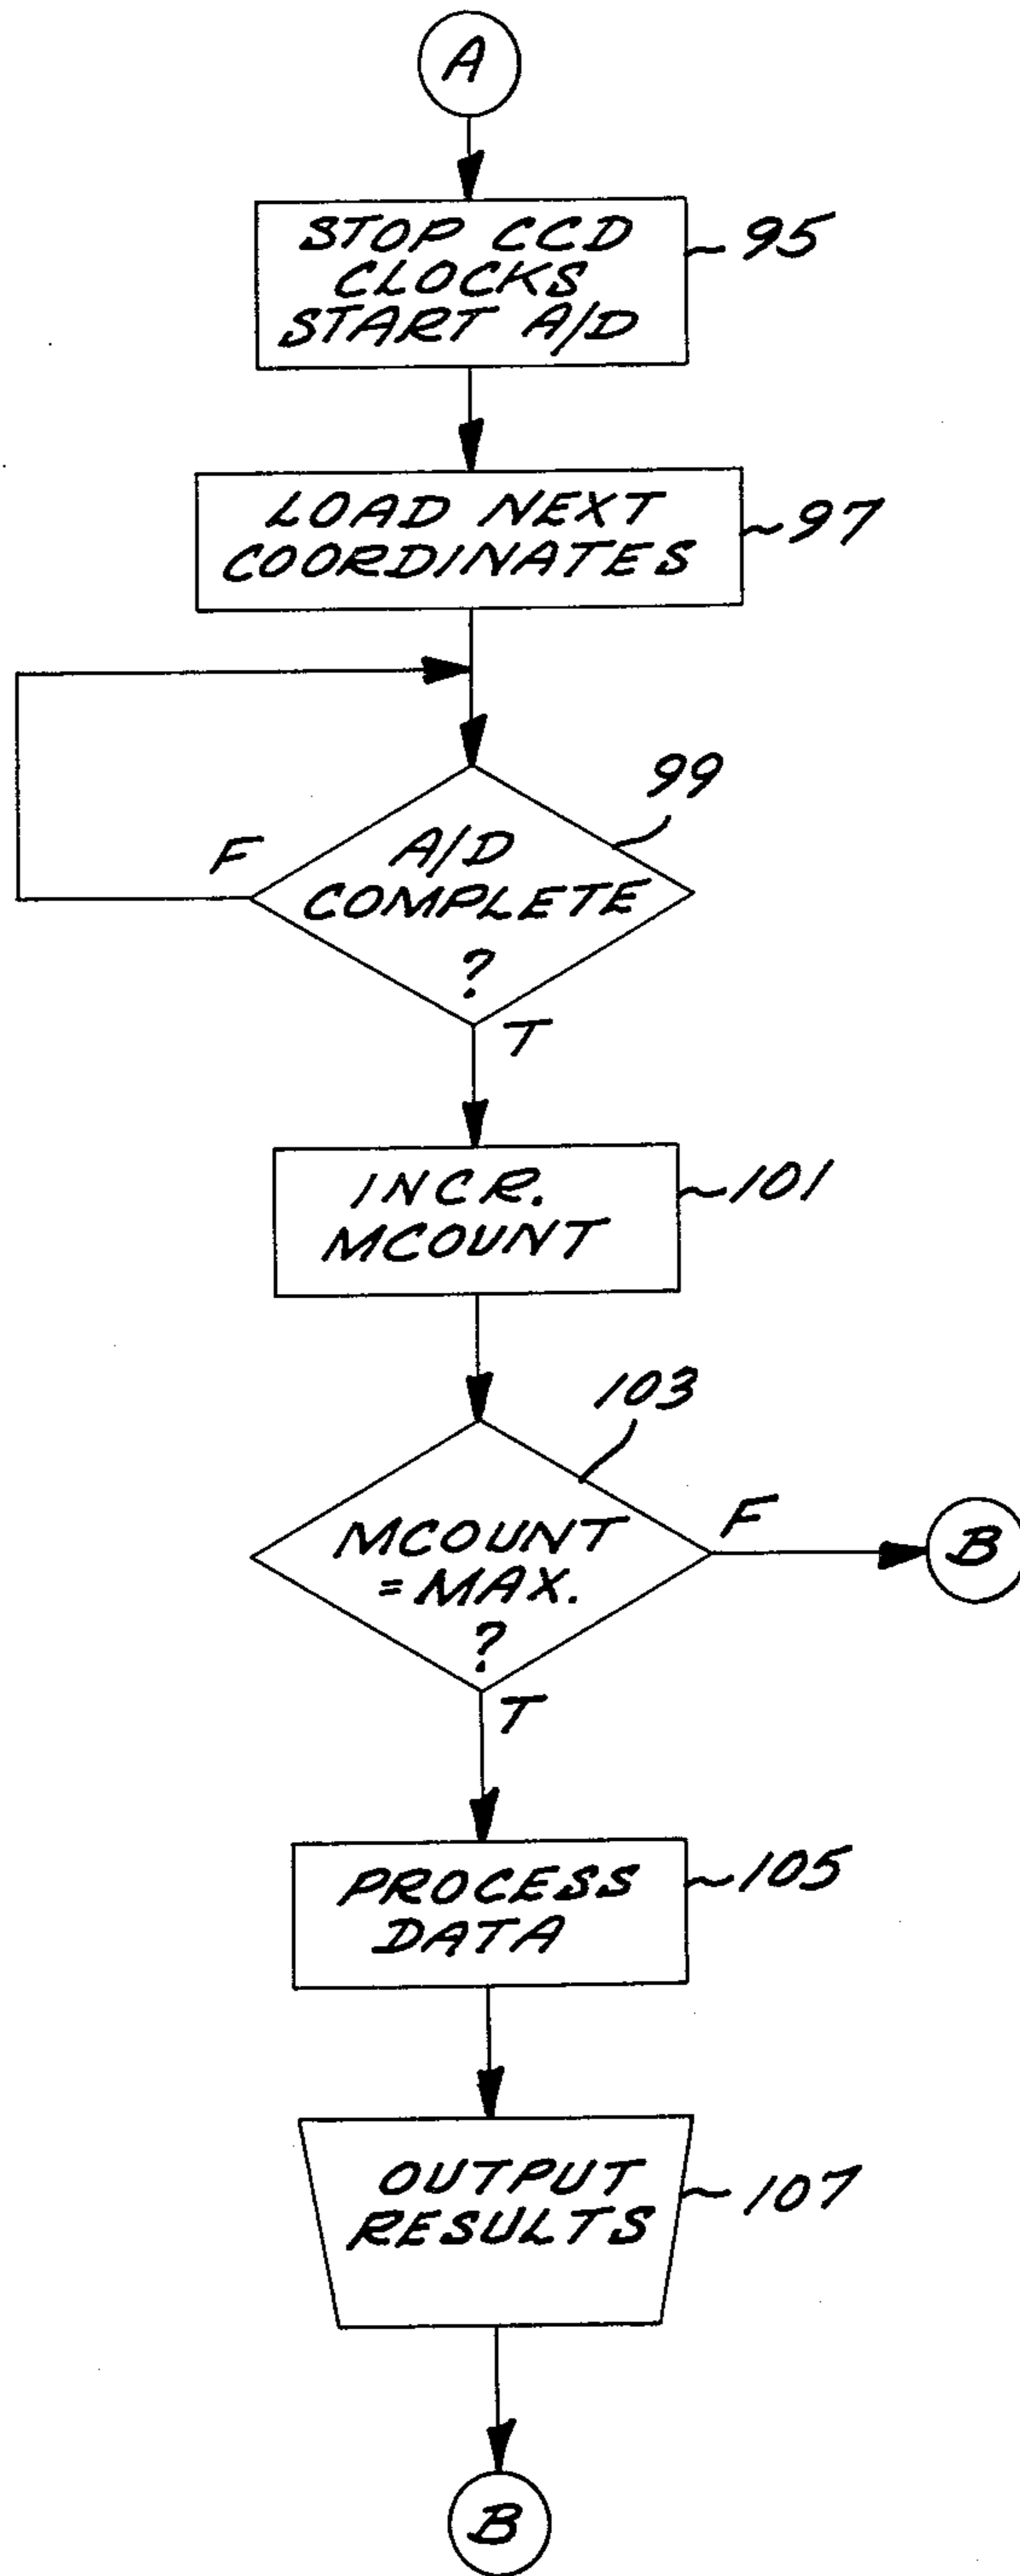 A
STOP CCD
CLOCKS
START A/D
95
LOAD NEXT
COORDINATES
97
99
F
A/D
COMPLETE
?
T
INCR.
MCOUNT
101
103
MCOUNT
= MAX.
?
F
B
T
PROCESS
DATA
105
OUTPUT
RESULTS
107
B